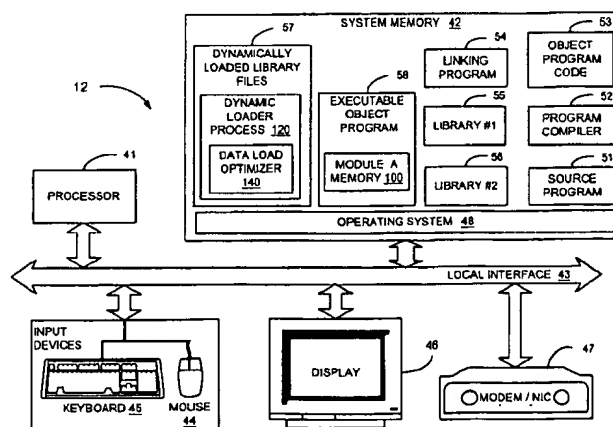 57
SYSTEM MEMORY 42
54
53
DYNAMICALLY
LOADED LIBRARY
FILES
58
LINKING
PROGRAM
OBJECT
PROGRAM
CODE
12
DYNAMIC
LOADER
PROCESS 120
EXECUTABLE
OBJECT
PROGRAM
55
52
41
LIBRARY #1
PROGRAM
COMPILER
DATA LOAD
OPTIMIZER
140
MODULE A
MEMORY 100
56
51
PROCESSOR
LIBRARY #2
SOURCE
PROGRAM
OPERATING SYSTEM 48
LOCAL INTERFACE 43
INPUT
DEVICES
46
47
DISPLAY
MODEM / NIC
KEYBOARD 45
MOUSE
44